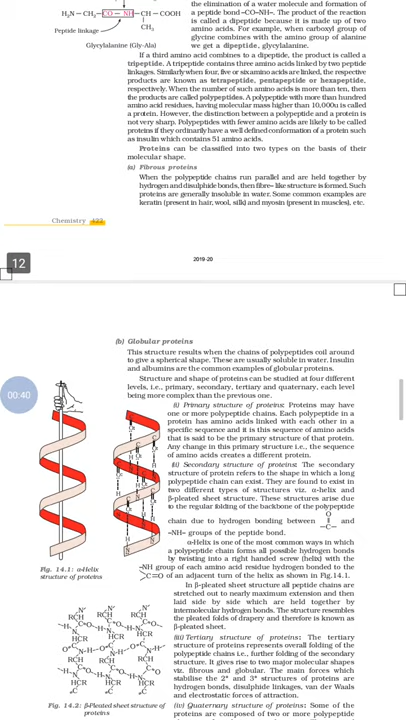 the elimination of a water molecule and formation of
a peptide bond –CO–NH–. The product of the reaction
is called a dipeptide because it is made up of two
amino acids. For example, when carboxyl group of
glycine combines with the amino group of alanine
we get a dipeptide, glycylalanine.
H₂N — CH₂ — CO — NH — CH — COOH
CH₃
Peptide linkage
Glycylalanine (Gly-Ala)
If a third amino acid combines to a dipeptide, the product is called a
tripeptide. A tripeptide contains three amino acids linked by two peptide
linkages. Similarly when four, five or six amino acids are linked, the respective
products are known as tetrapeptide, pentapeptide or hexapeptide,
respectively. When the number of such amino acids is more than ten, then
the products are called polypeptides. A polypeptide with more than hundred
amino acid residues, having molecular mass higher than 10,000u is called
a protein. However, the distinction between a polypeptide and a protein is
not very sharp. Polypeptides with fewer amino acids are likely to be called
proteins if they ordinarily have a well defined conformation of a protein such
as insulin which contains 51 amino acids.
Proteins can be classified into two types on the basis of their
molecular shape.
(a) Fibrous proteins
When the polypeptide chains run parallel and are held together by
hydrogen and disulphide bonds, then fibre– like structure is formed. Such
proteins are generally insoluble in water. Some common examples are
keratin (present in hair, wool, silk) and myosin (present in muscles), etc.
Chemistry 422
12
2019-20
(b) Globular proteins
This structure results when the chains of polypeptides coil around
to give a spherical shape. These are usually soluble in water. Insulin
and albumins are the common examples of globular proteins.
Structure and shape of proteins can be studied at four different
levels, i.e., primary, secondary, tertiary and quaternary, each level
being more complex than the previous one.
00:40
(i) Primary structure of proteins: Proteins may have
one or more polypeptide chains. Each polypeptide in a
protein has amino acids linked with each other in a
specific sequence and it is this sequence of amino acids
that is said to be the primary structure of that protein.
Any change in this primary structure i.e., the sequence
of amino acids creates a different protein.
(ii) Secondary structure of proteins: The secondary
structure of protein refers to the shape in which a long
polypeptide chain can exist. They are found to exist in
two different types of structures viz. α-helix and
β-pleated sheet structure. These structures arise due
to the regular folding of the backbone of the polypeptide
chain due to hydrogen bonding between
O
—C— and
–NH– groups of the peptide bond.
α-Helix is one of the most common ways in which
a polypeptide chain forms all possible hydrogen bonds
by twisting into a right handed screw (helix) with the
–NH group of each amino acid residue hydrogen bonded to the
C=O of an adjacent turn of the helix as shown in Fig.14.1.
Fig. 14.1: α-Helix
structure of proteins
In β-pleated sheet structure all peptide chains are
stretched out to nearly maximum extension and then
laid side by side which are held together by
intermolecular hydrogen bonds. The structure resembles
the pleated folds of drapery and therefore is known as
β-pleated sheet.
(iii) Tertiary structure of proteins: The tertiary
structure of proteins represents overall folding of the
polypeptide chains i.e., further folding of the secondary
structure. It gives rise to two major molecular shapes
viz. fibrous and globular. The main forces which
stabilise the 2° and 3° structures of proteins are
hydrogen bonds, disulphide linkages, van der Waals
and electrostatic forces of attraction.
Fig. 14.2: β-Pleated sheet structure of
proteins
(iv) Quaternary structure of proteins: Some of the
proteins are composed of two or more polypeptide